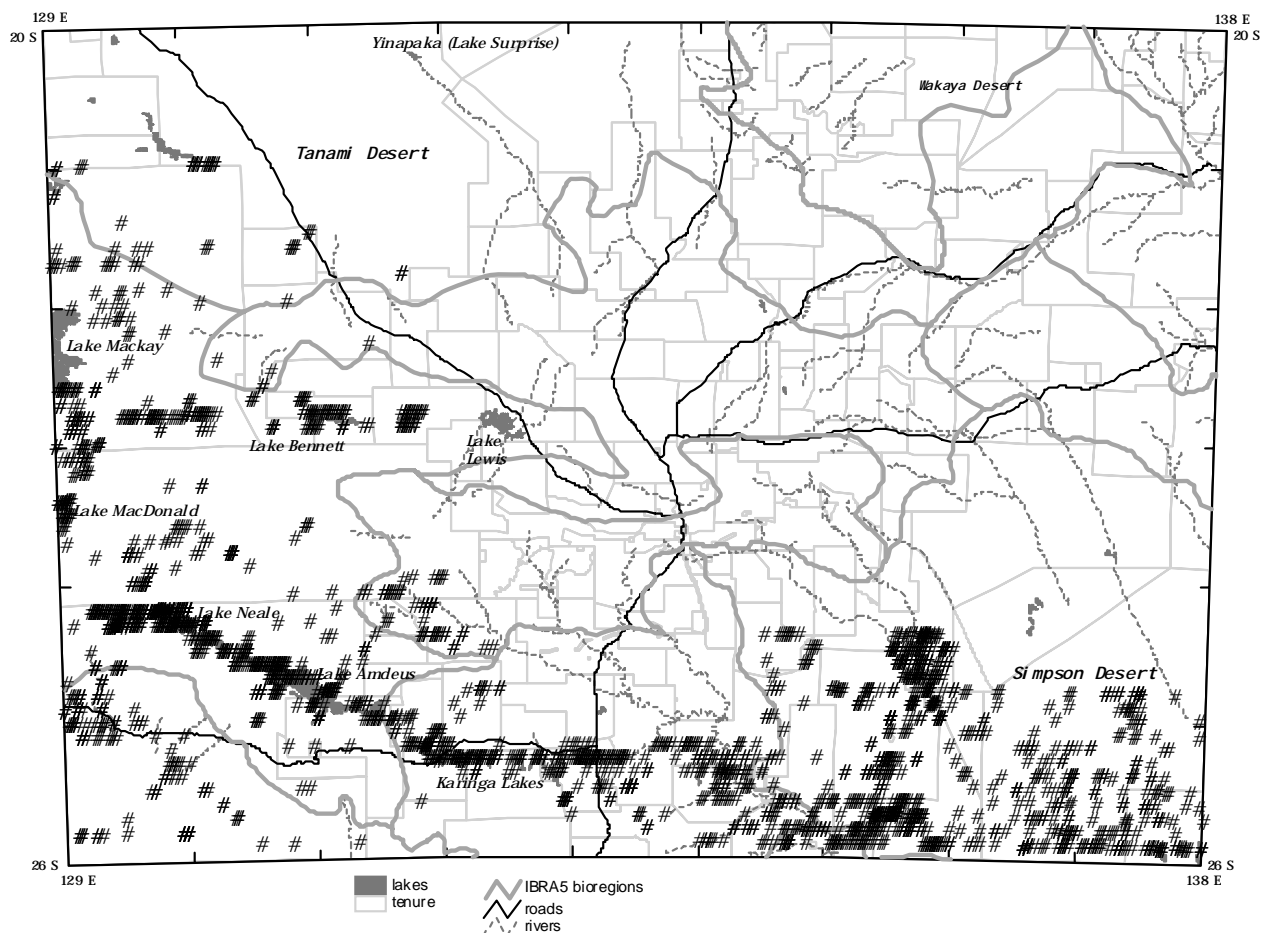 129 E
138 E
20 S
20 S
Yinapaka (Lake Surprise)
Wakaya Desert
Tanami Desert
Lake Mackay
Lake Bennett
Lake
Lewis
Lake MacDonald
Lake Neale
Lake Amdeus
Simpson Desert
Karinga Lakes
26 S
26 S
129 E
138 E
lakes
tenure
IBRA5 bioregions
roads
rivers